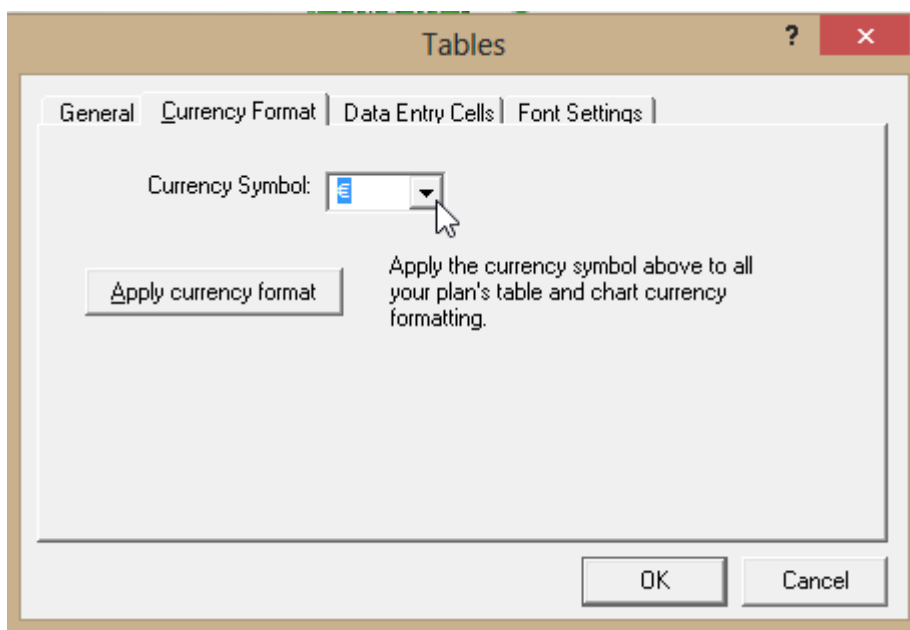 Tables
?
General Currency Format Data Entry Cells Font Settings
Currency Symbol: €
Apply currency format
Apply the currency symbol above to all
your plan's table and chart currency
formatting.
OK Cancel